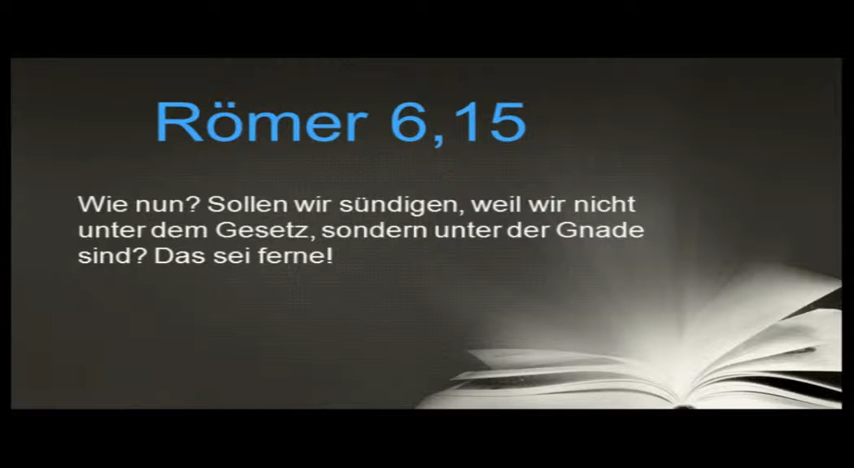 Römer 6,15
Wie nun? Sollen wir sündigen, weil wir nicht
unter dem Gesetz, sondern unter der Gnade
sind? Das sei ferne!